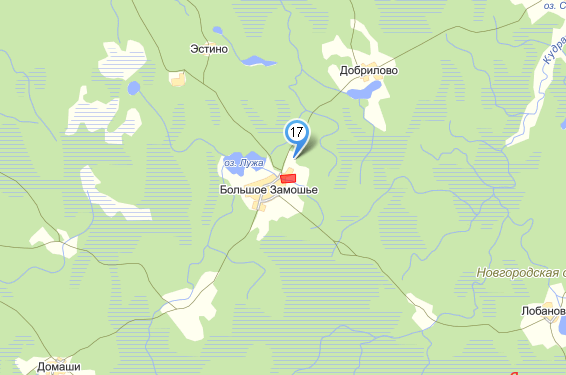 оз. С
Эстино
Кудра
Добрилово
17
оз. Лужа
Большое Замошье
Новгородская о
Лобанов
Домаши
Я